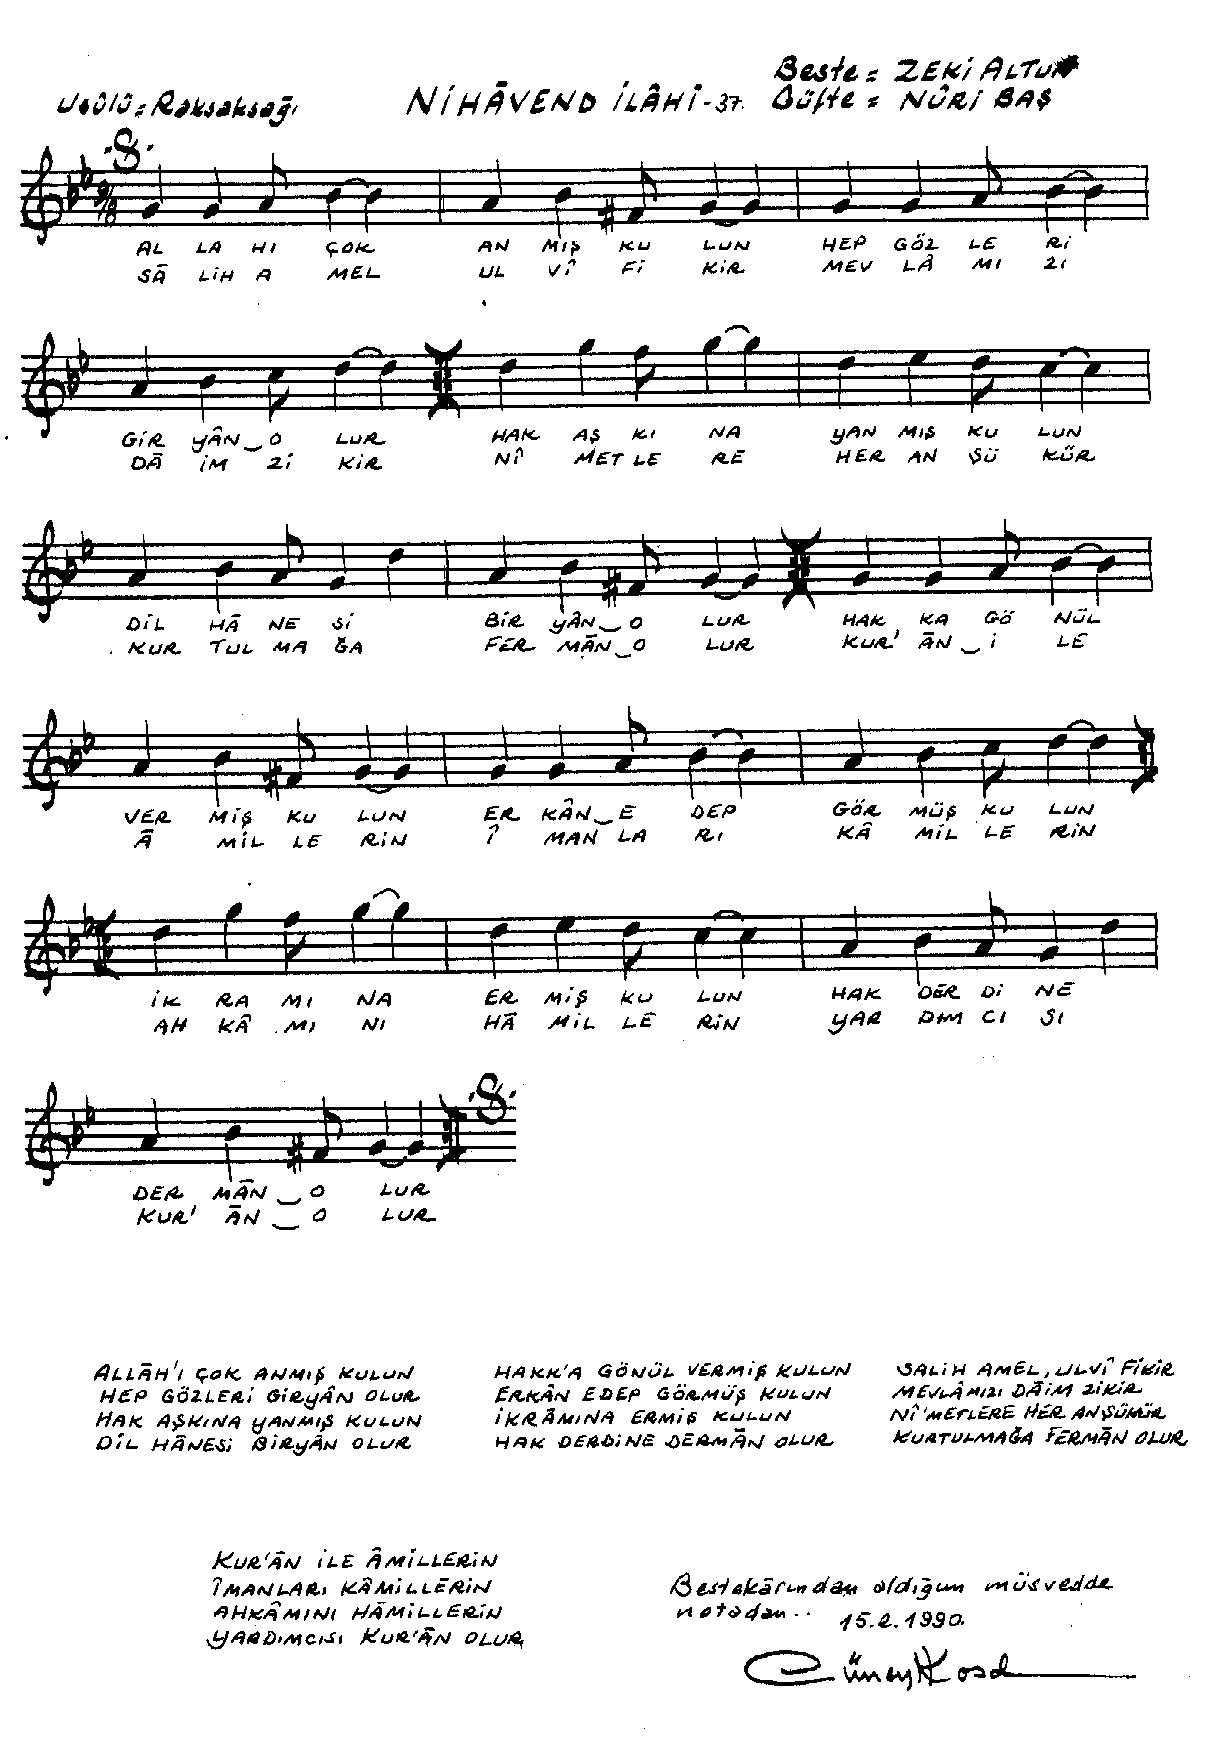 Usûlü = Raksaksağı
NİHÂVEND İLÂHİ - 37.
Beste = ZEKİ ALTUN
Güfte = NÛRİ BAŞ
9/8
AL LA HI ÇOK AN MIŞ KU LUN HEP GÖZ LE Rİ
SÂ LİH A MEL UL VÎ Fİ KİR MEV LÂ MI ZI
GİR YÂN_O LUR HAK AŞ KI NA YAN MIŞ KU LUN
DÂ İM Zİ KİR NÎ MET LE RE HER AN ŞÜ KÜR
DİL HÂ NE Sİ BİR YÂN_O LUR HAK KA GÖ NÜL
KUR TUL MA ĞA FER MÂN_O LUR KUR' ÂN_İ LE
VER MİŞ KU LUN ER KÂN_E DEP GÖR MÜŞ KU LUN
Â MİL LE RİN Î MAN LA RI KÂ MİL LE RİN
İK RA MI NA ER MİŞ KU LUN HAK DER Dİ NE
AH KÂ MI NI HÂ MİL LE RİN YAR DIM CI SI
DER MÂN_O LUR
KUR' ÂN_O LUR
ALLÂH'I ÇOK ANMIŞ KULUN
HEP GÖZLERİ GİRYÂN OLUR
HAK AŞKINA YANMIŞ KULUN
DİL HÂNESİ BİRYÂN OLUR
HAKK'A GÖNÜL VERMİŞ KULUN
ERKÂN EDEP GÖRMÜŞ KULUN
İKRÂMINA ERMİŞ KULUN
HAK DERDİNE DERMÂN OLUR
SALİH AMEL, ULVÎ FİKİR
MEVLÂMIZI DÂİM ZİKİR
NÎ'METLERE HER AN ŞÜKÜR
KURTULMAĞA FERMÂN OLUR
KUR'ÂN İLE ÂMİLLERİN
ÎMANLARI KÂMİLLERİN
AHKÂMINI HÂMİLLERİN
YARDIMCISI KUR'ÂN OLUR
Bestekârından aldığım müsvedde
notadan..
15.2.1990.
Cüneyt Kosal